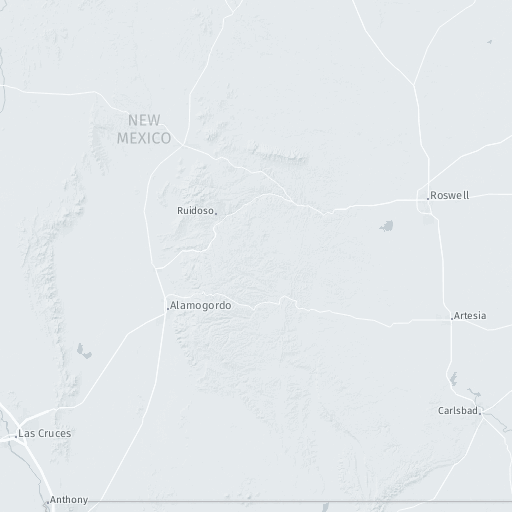 NEW
MEXICO
Roswell
Ruidoso
Alamogordo
Artesia
Carlsbad
Las Cruces
Anthony